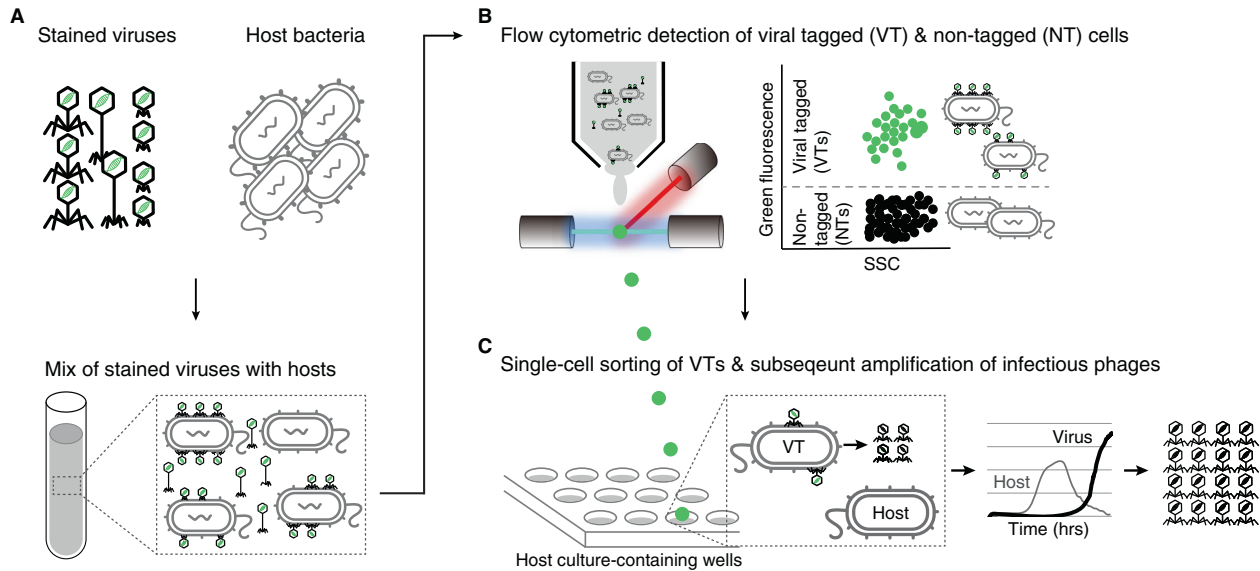 A
Stained viruses
Host bacteria
Mix of stained viruses with hosts
B
Flow cytometric detection of viral tagged (VT) & non-tagged (NT) cells
Green fluorescence
Viral tagged
(VTs)
Non-
tagged
(NTs)
SSC
C
Single-cell sorting of VTs & subseqeunt amplification of infectious phages
VT
Host
Host culture-containing wells
Virus
Host
Time (hrs)